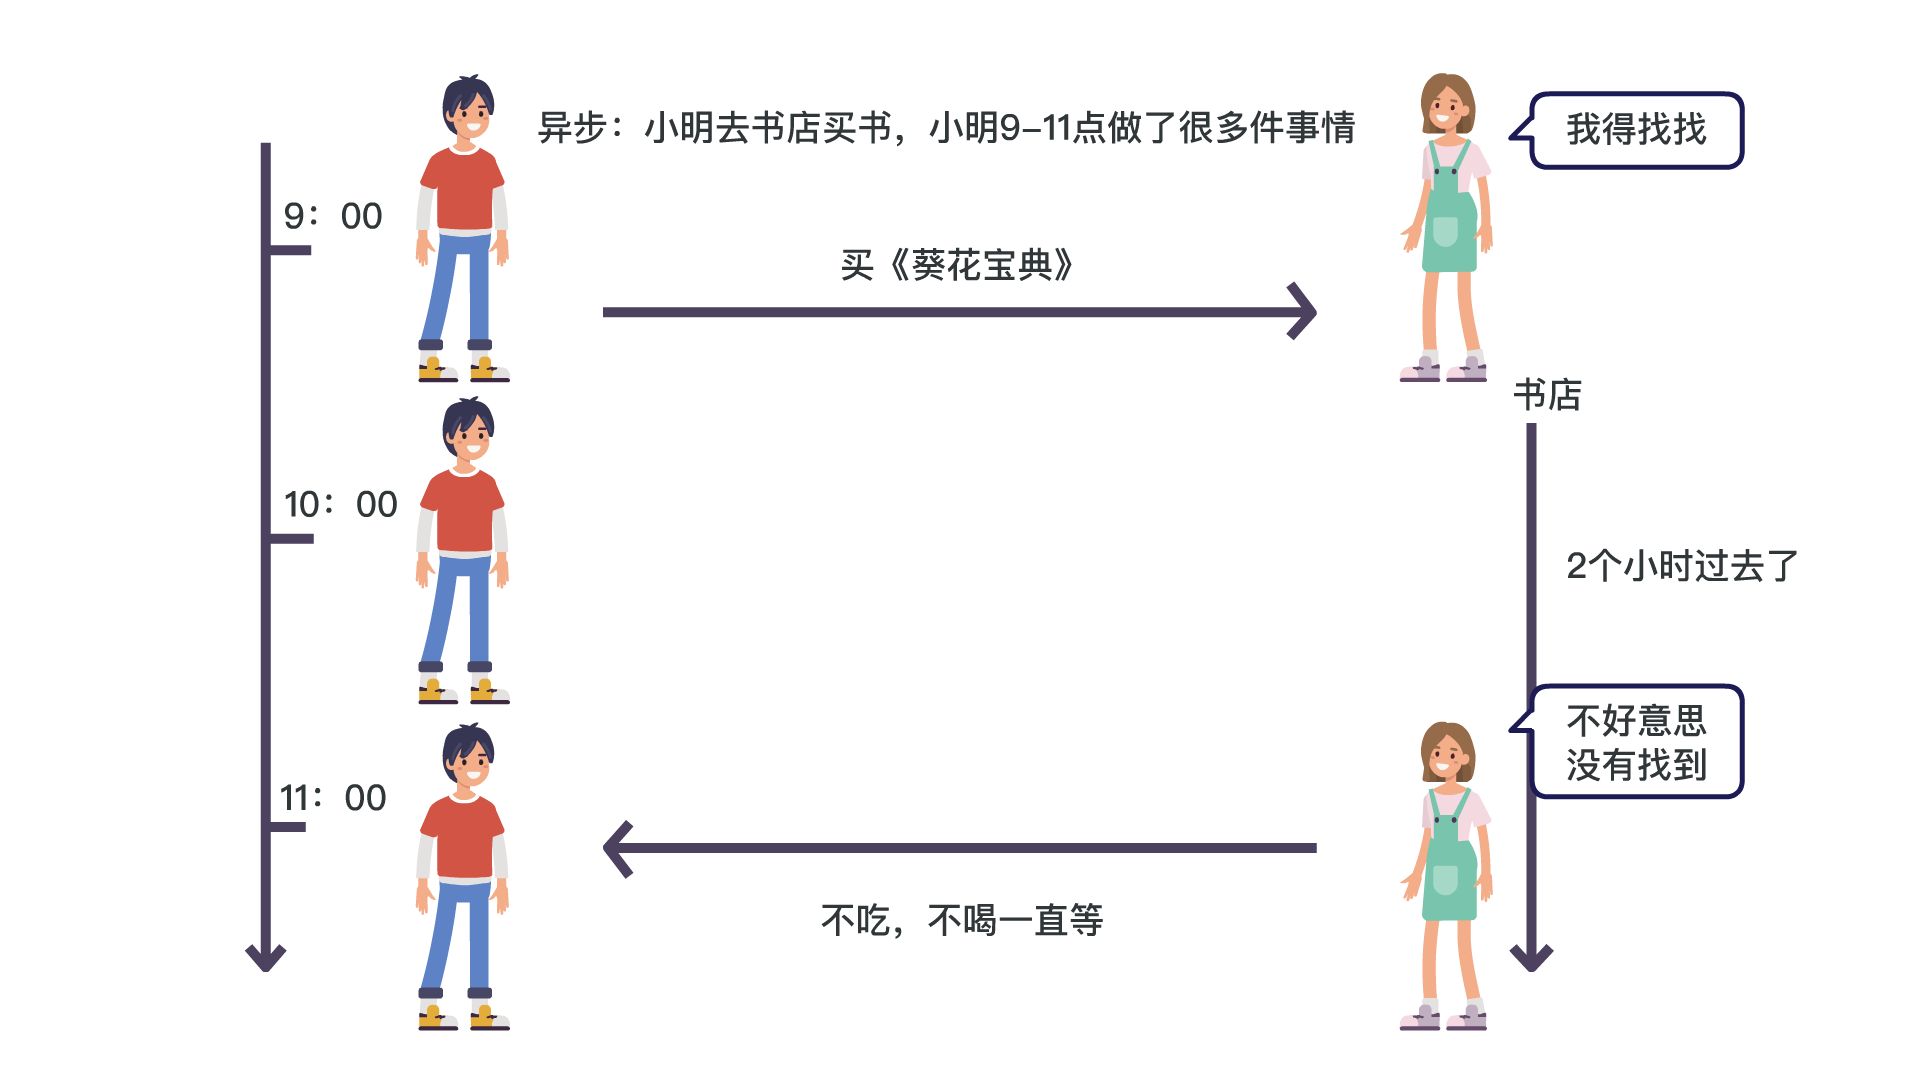 异步：小明去书店买书，小明9-11点做了很多件事情
我得找找
9：00
买《葵花宝典》
书店
10：00
2个小时过去了
不好意思
没有找到
11：00
不吃，不喝一直等